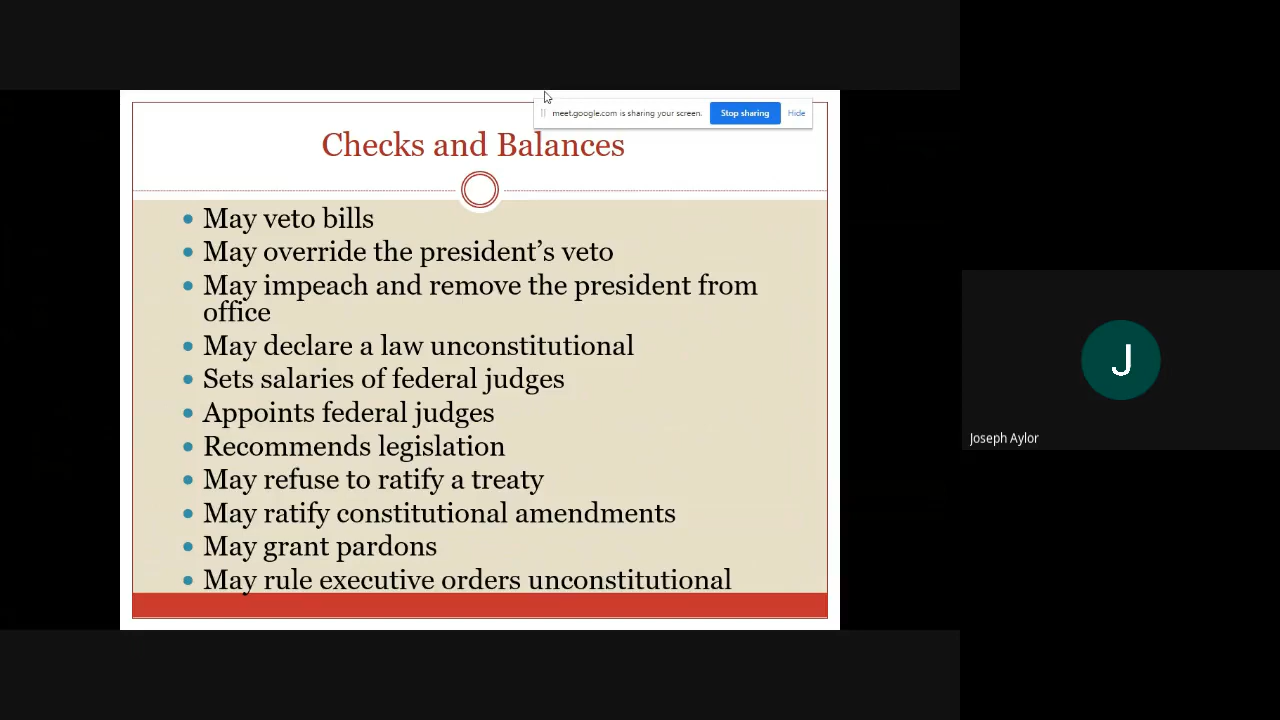 meet.google.com is sharing your screen.
Stop sharing
Hide
Checks and Balances
May veto bills
May override the president's veto
May impeach and remove the president from
office
May declare a law unconstitutional
Sets salaries of federal judges
Appoints federal judges
Recommends legislation
May refuse to ratify a treaty
May ratify constitutional amendments
May grant pardons
May rule executive orders unconstitutional
J
Joseph Aylor